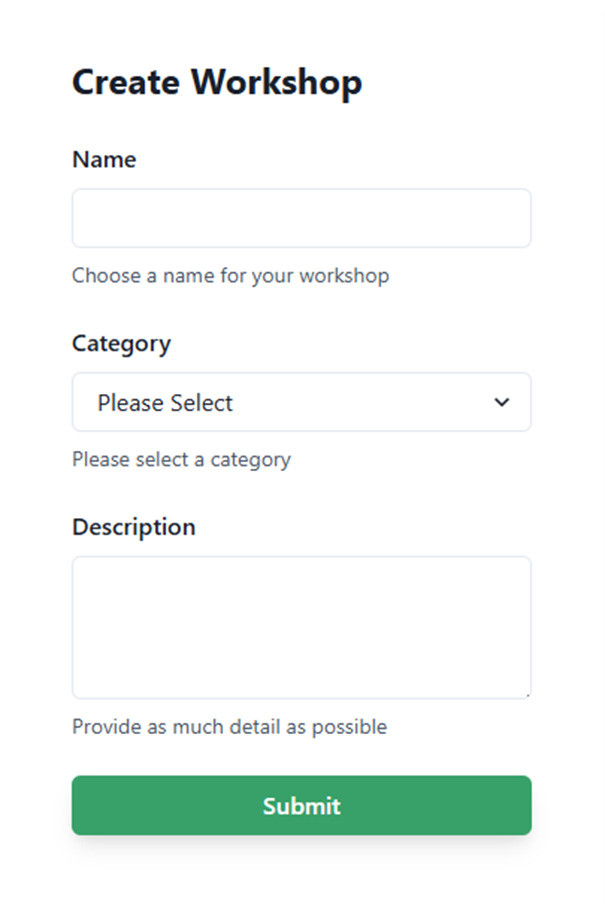 Create Workshop
Name
Choose a name for your workshop
Category
Please Select
Please select a category
Description
Provide as much detail as possible
Submit